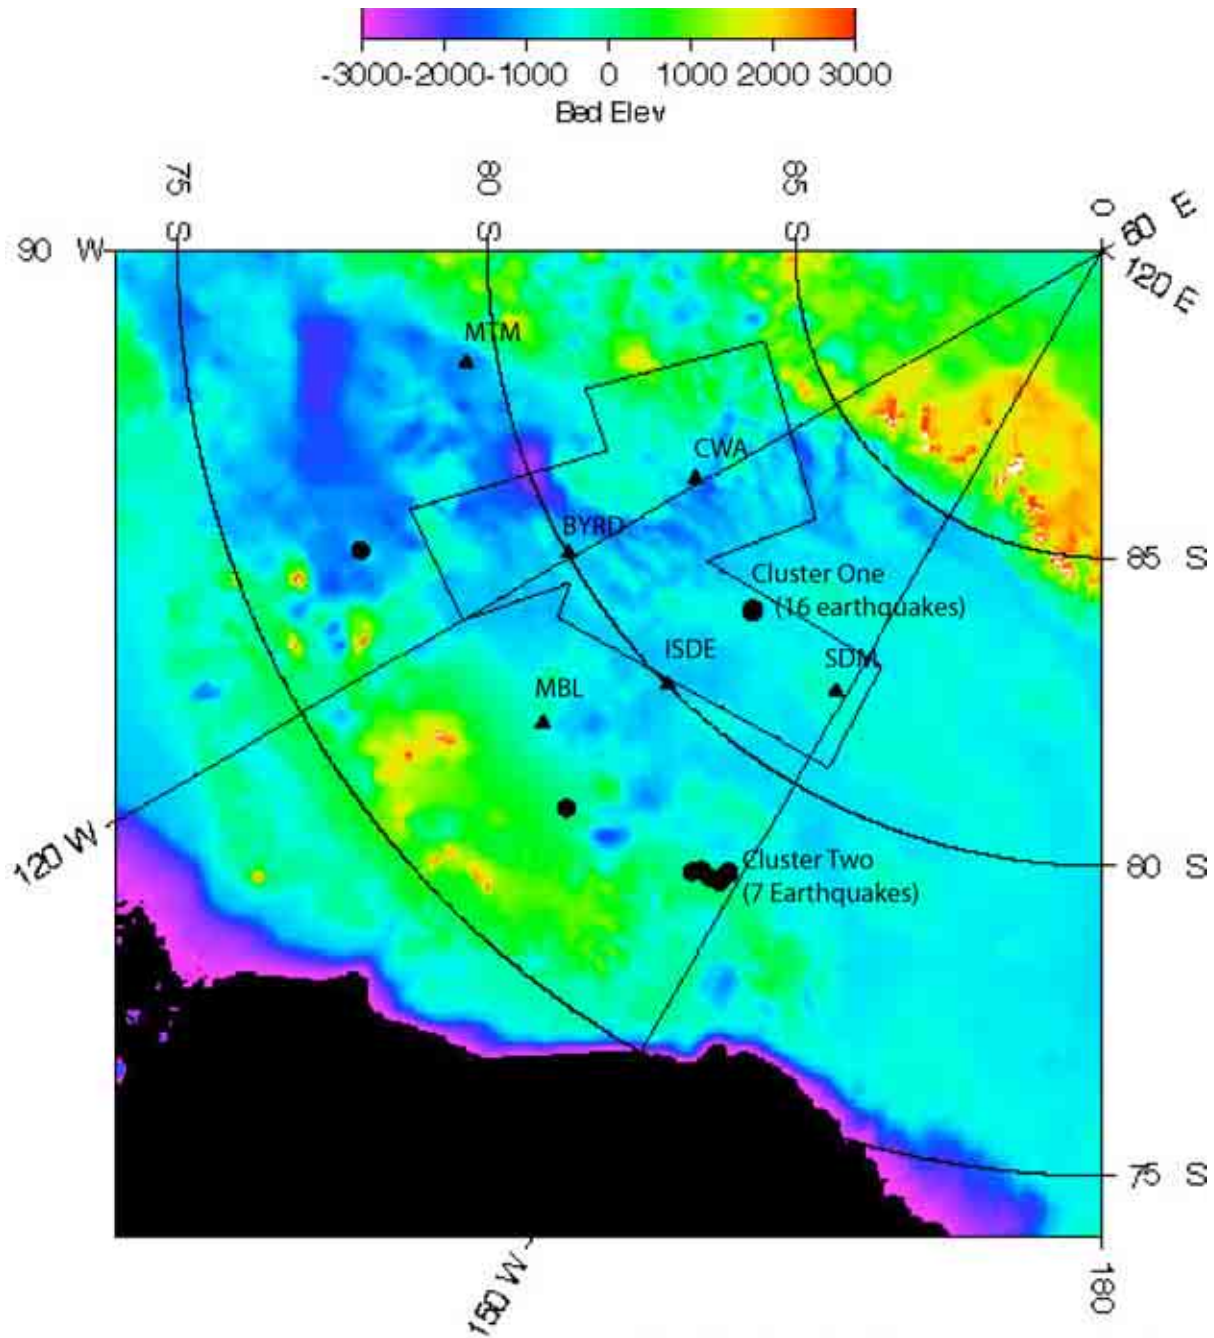 -3000-2000-1000 0 1000 2000 3000
Bed Elev
75 S
80 S
85 S
0
60 E
120 E
90 W
MTM
CWA
BYRD
85 S
Cluster One
(16 earthquakes)
ISDE
SDM
MBL
120 W
Cluster Two
(7 Earthquakes)
80 S
75 S
150 W
180